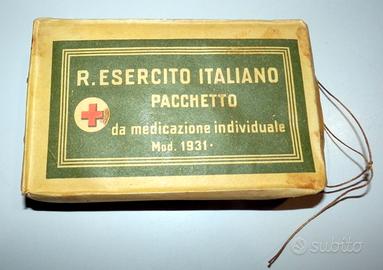 R. ESERCITO ITALIANO
PACCHETTO
da medicazione individuale
Mod. 1931·
subito